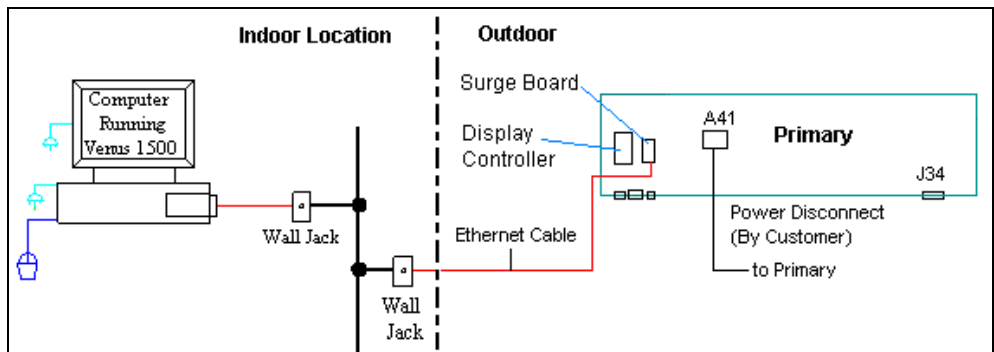 Indoor Location
Outdoor
Computer
Running
Venus 1500
Wall Jack
Wall
Jack
Ethernet Cable
Surge Board
Display
Controller
A41
Primary
J34
Power Disconnect
(By Customer)
to Primary